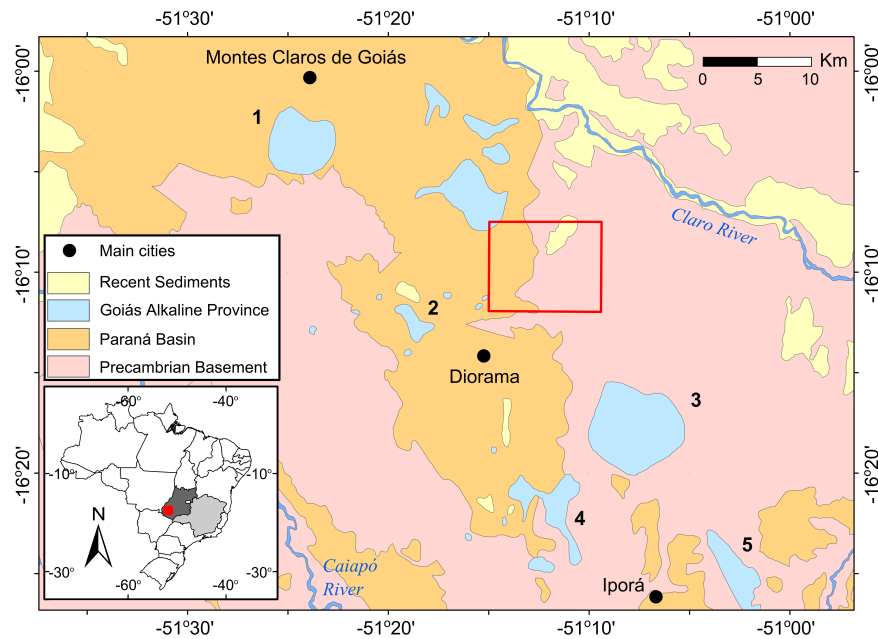 -51°30'
-51°20'
-51°10'
-51°00'
-16°00'
-16°00'
Km
0
5
10
Montes Claros de Goiás
1
Claro River
Main cities
Recent Sediments
Goiás Alkaline Province
Paraná Basin
Precambrian Basement
-16°10'
-16°10'
2
Diorama
3
-60°
-40°
-10°
-10°
N
-30°
-30°
-60°
-40°
-16°20'
-16°20'
4
5
Caiapó
River
Iporá
-51°30'
-51°20'
-51°10'
-51°00'